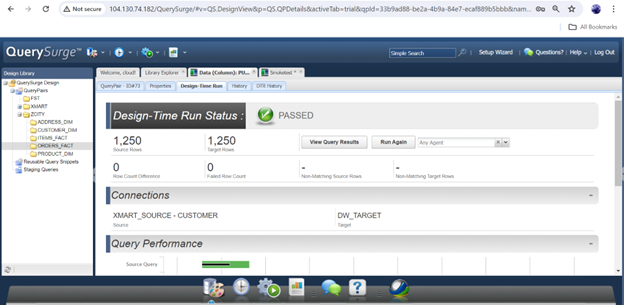 Not secure
104.130.74.182/QuerySurge/#v=QS.DesignView&p=QS.QPDetails&activeTab=trial&qpId=33b9ad88-be2a-4b9a-84e7-ecaf889b5bbb&nam...
All Bookmarks
QuerySurge
Simple Search
Setup Wizard
Questions?
Help
Log Out
Design Library
Welcome, cloud!
Library Explorer
Data (Column): PU...
Smoketest *
QuerySurge Design
QueryPairs
FST
XMART
ZCITY
ADDRESS_DIM
CUSTOMER_DIM
ITEMS_FACT
ORDERS_FACT
PRODUCT_DIM
Reusable Query Snippets
Staging Queries
Properties
Design-Time Run
History
DTR History
Design-Time Run Status :
PASSED
1,250
Source Rows
1,250
Target Rows
View Query Results
Run Again
Any Agent
0
Row Count Difference
0
Failed Row Count
-
Non-Matching Source Rows
-
Non-Matching Target Rows
Connections
XMART_SOURCE - CUSTOMER
Source
DW_TARGET
Target
Query Performance
Source Query